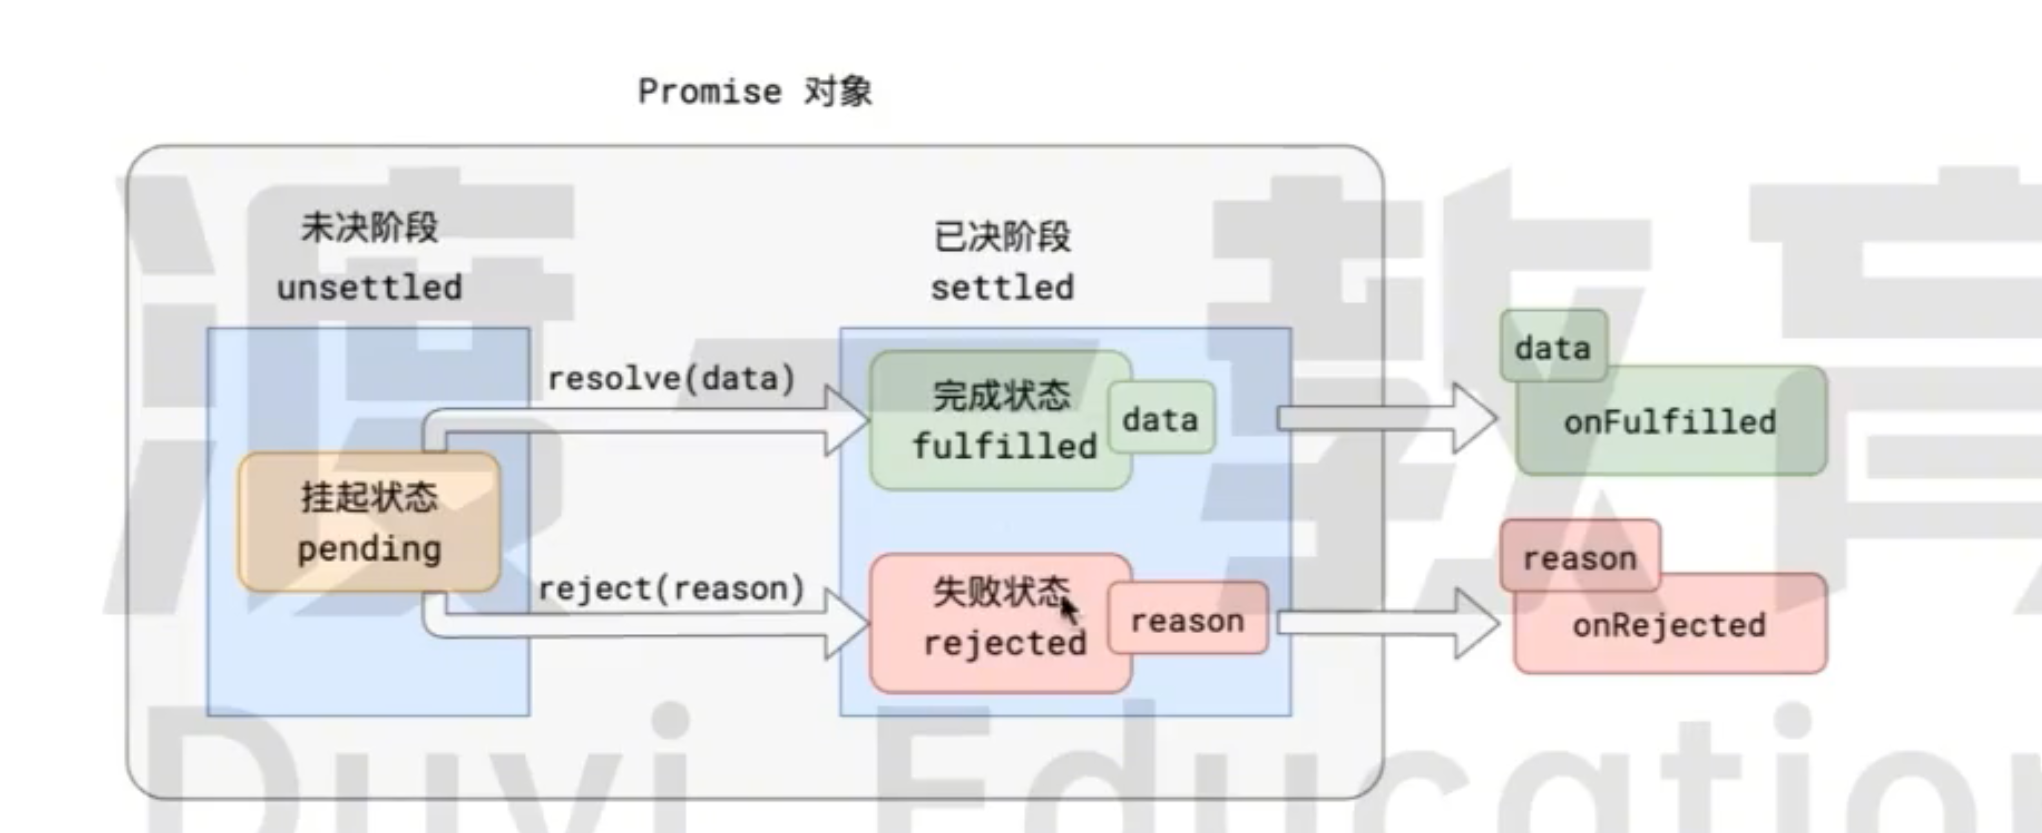 Promise 对象
未决阶段
unsettled
已决阶段
settled
resolve(data)
完成状态
fulfilled
data
data
onFulfilled
挂起状态
pending
reject(reason)
失败状态
rejected
reason
reason
onRejected
渡一教育
Duyi Education